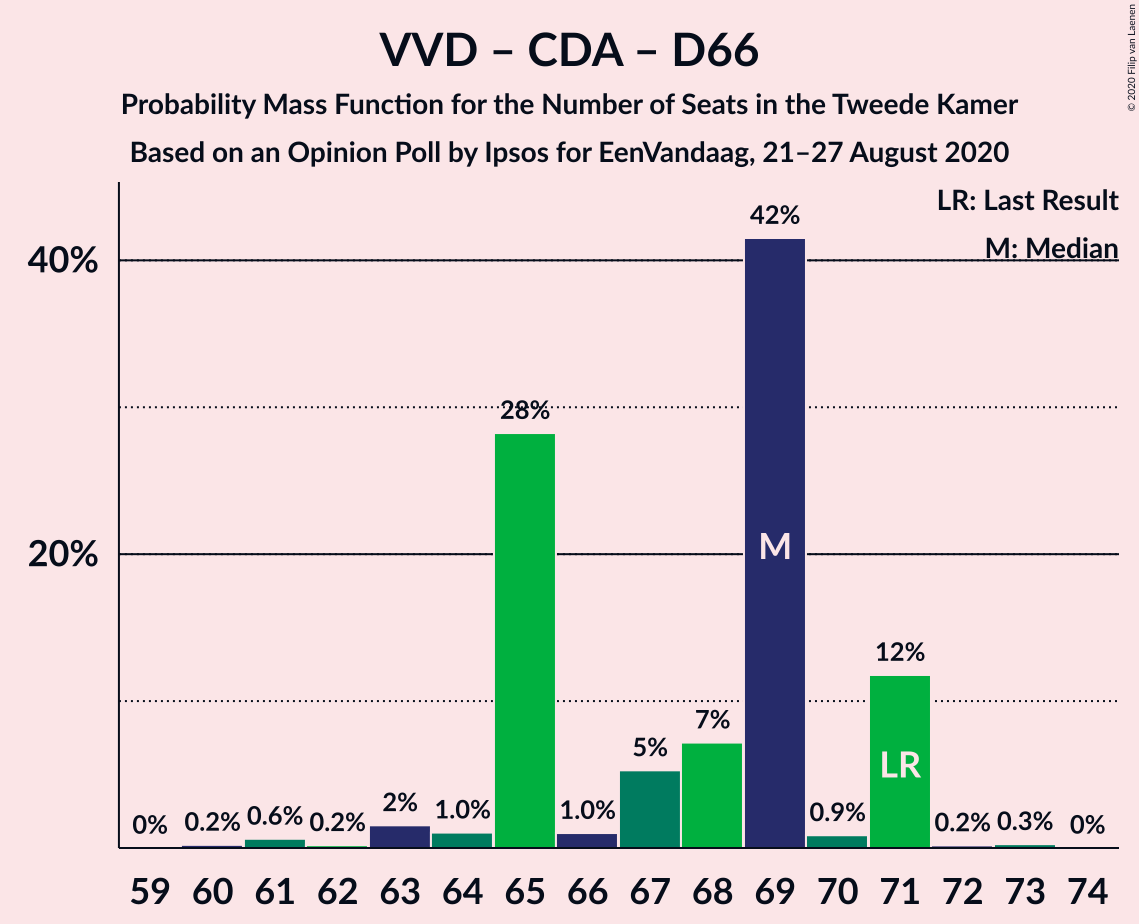 VVD – CDA – D66
Probability Mass Function for the Number of Seats in the Tweede Kamer
Based on an Opinion Poll by Ipsos for EenVandaag, 21–27 August 2020
© 2020 Filip van Laenen
LR: Last Result
M: Median
40%
20%
0%
0.2%
0.6%
0.2%
2%
1.0%
28%
1.0%
5%
7%
42%
M
0.9%
12%
LR
0.2%
0.3%
0%
59 60 61 62 63 64 65 66 67 68 69 70 71 72 73 74